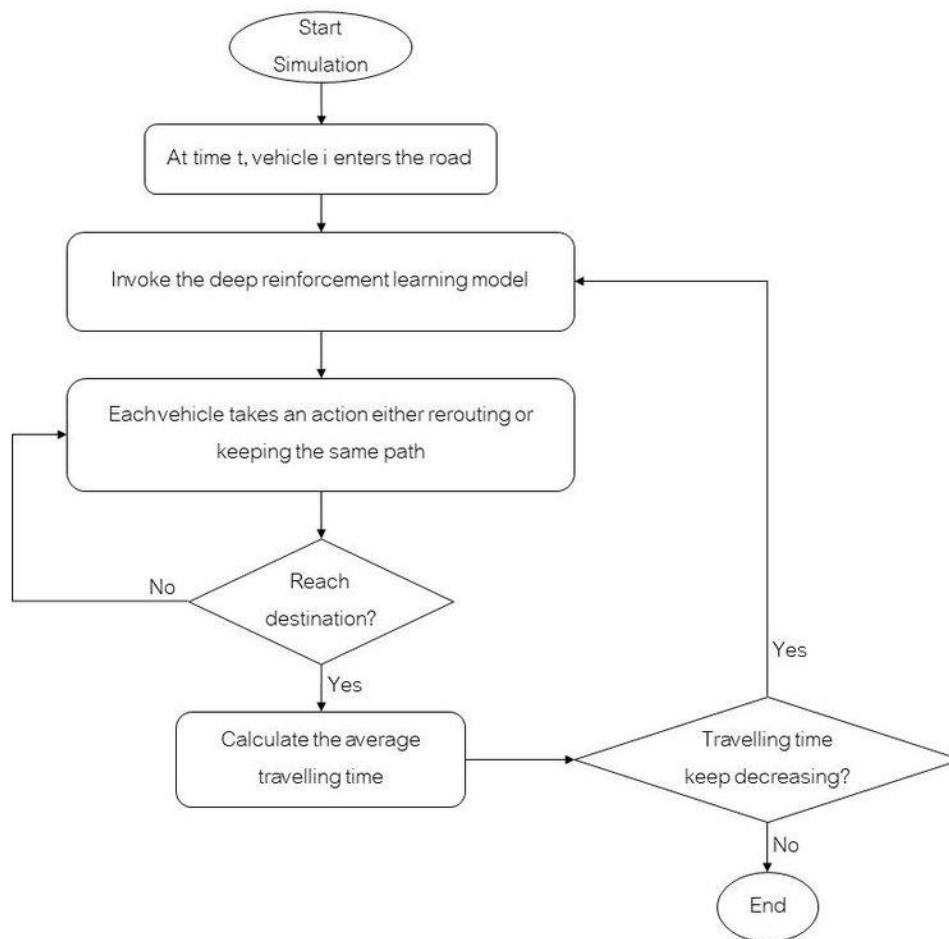 Start
Simulation
At time t, vehicle i enters the road
Invoke the deep reinforcement learning model
Each vehicle takes an action either rerouting or
keeping the same path
No
Reach
destination?
Yes
Yes
Calculate the average
travelling time
Travelling time
keep decreasing?
No
End